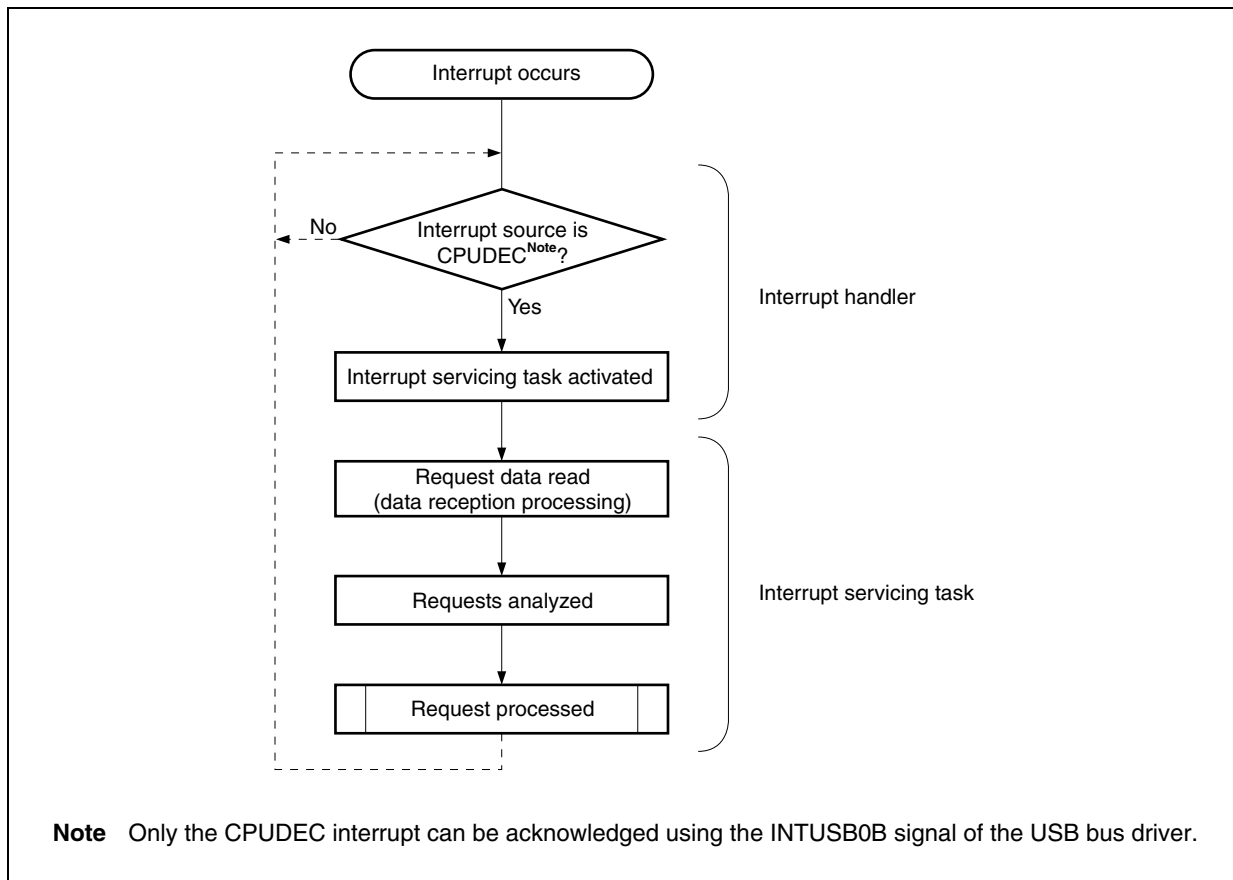 Interrupt occurs
No
Interrupt source is
CPUDEC Note?
Interrupt handler
Yes
Interrupt servicing task activated
Request data read
(data reception processing)
Requests analyzed
Interrupt servicing task
Request processed
Note Only the CPUDEC interrupt can be acknowledged using the INTUSB0B signal of the USB bus driver.